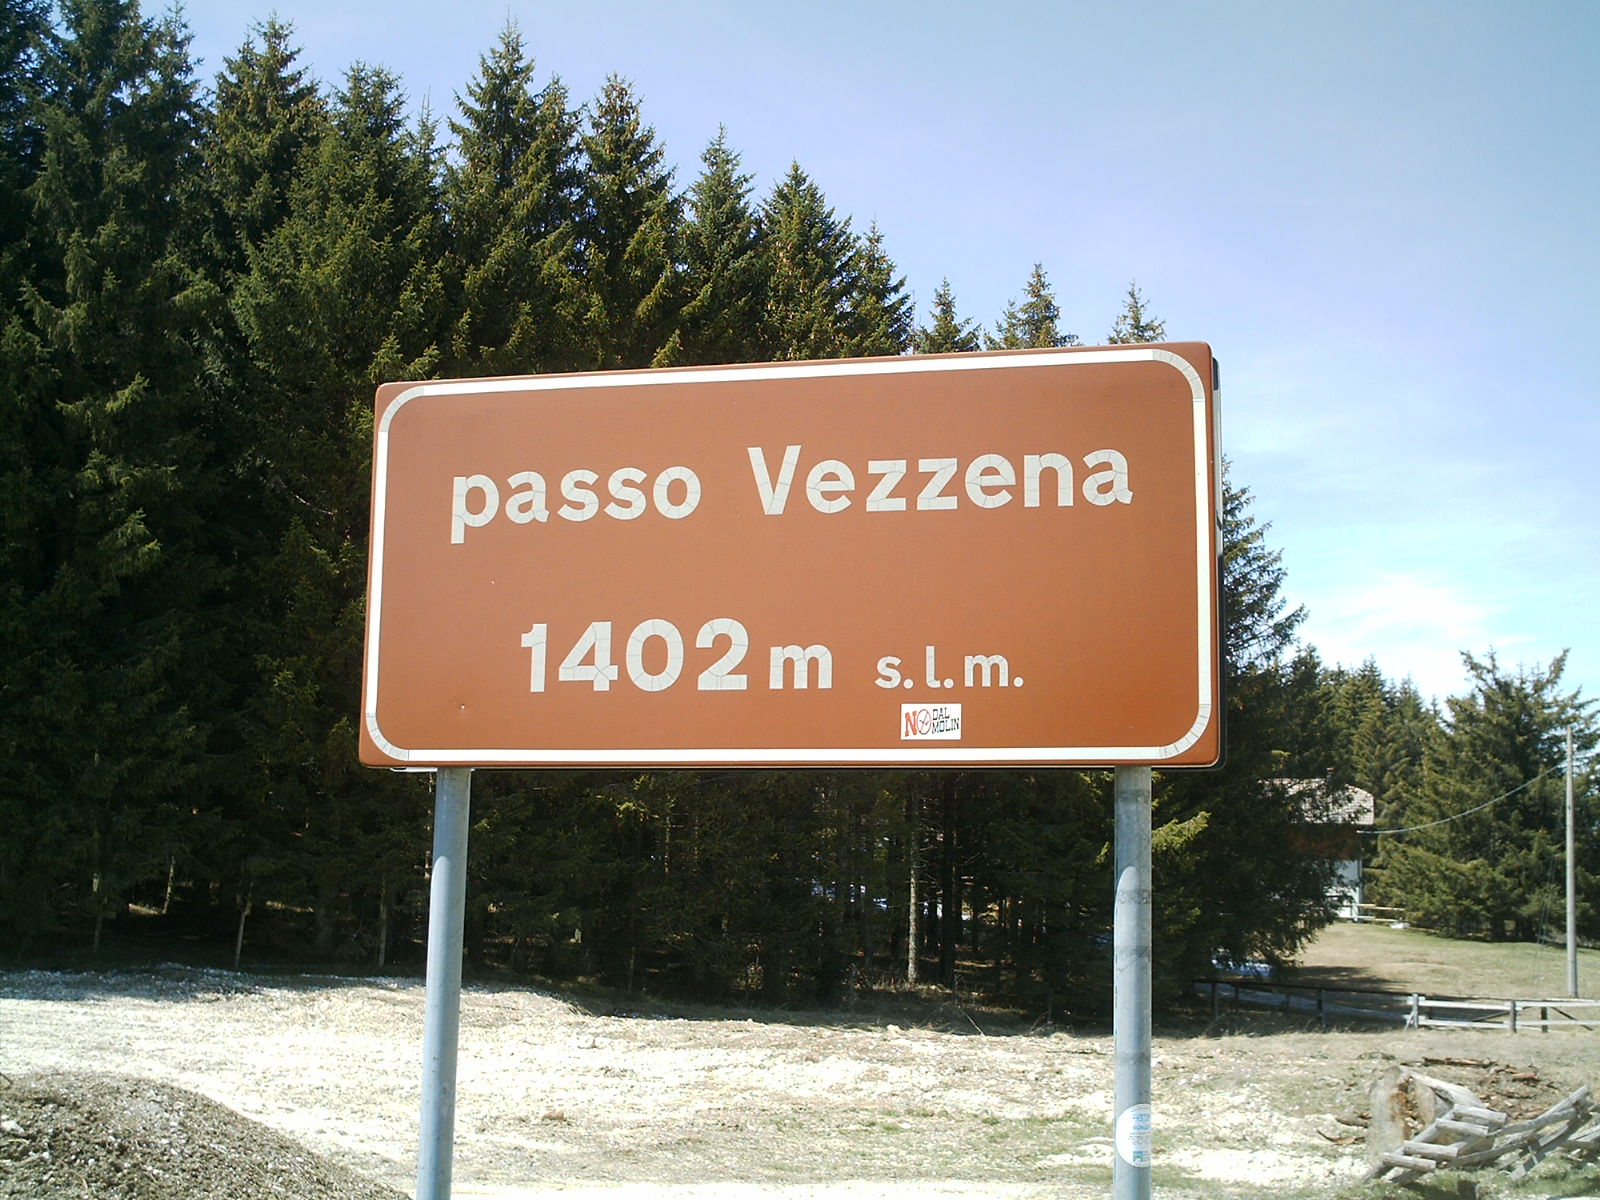 passo Vezzena
1402m s.l.m.
NO DAL
MOLIN